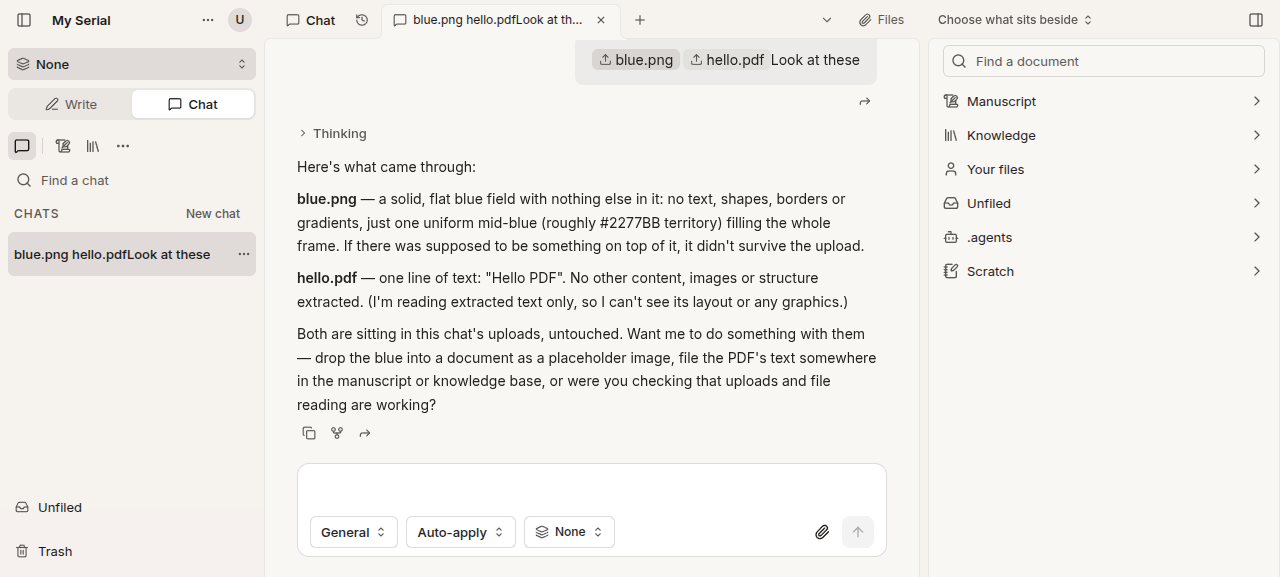 My Serial
U
None
Write
Chat
Find a chat
CHATS
New chat
blue.png hello.pdfLook at these
Unfiled
Trash
Chat
blue.png hello.pdfLook at th...
Files
blue.png hello.pdf Look at these
Thinking
Here's what came through:
blue.png — a solid, flat blue field with nothing else in it: no text, shapes, borders or
gradients, just one uniform mid-blue (roughly #2277BB territory) filling the whole
frame. If there was supposed to be something on top of it, it didn't survive the upload.
hello.pdf — one line of text: "Hello PDF". No other content, images or structure
extracted. (I'm reading extracted text only, so I can't see its layout or any graphics.)
Both are sitting in this chat's uploads, untouched. Want me to do something with them
— drop the blue into a document as a placeholder image, file the PDF's text somewhere
in the manuscript or knowledge base, or were you checking that uploads and file
reading are working?
General
Auto-apply
None
Choose what sits beside
Find a document
Manuscript
Knowledge
Your files
Unfiled
.agents
Scratch